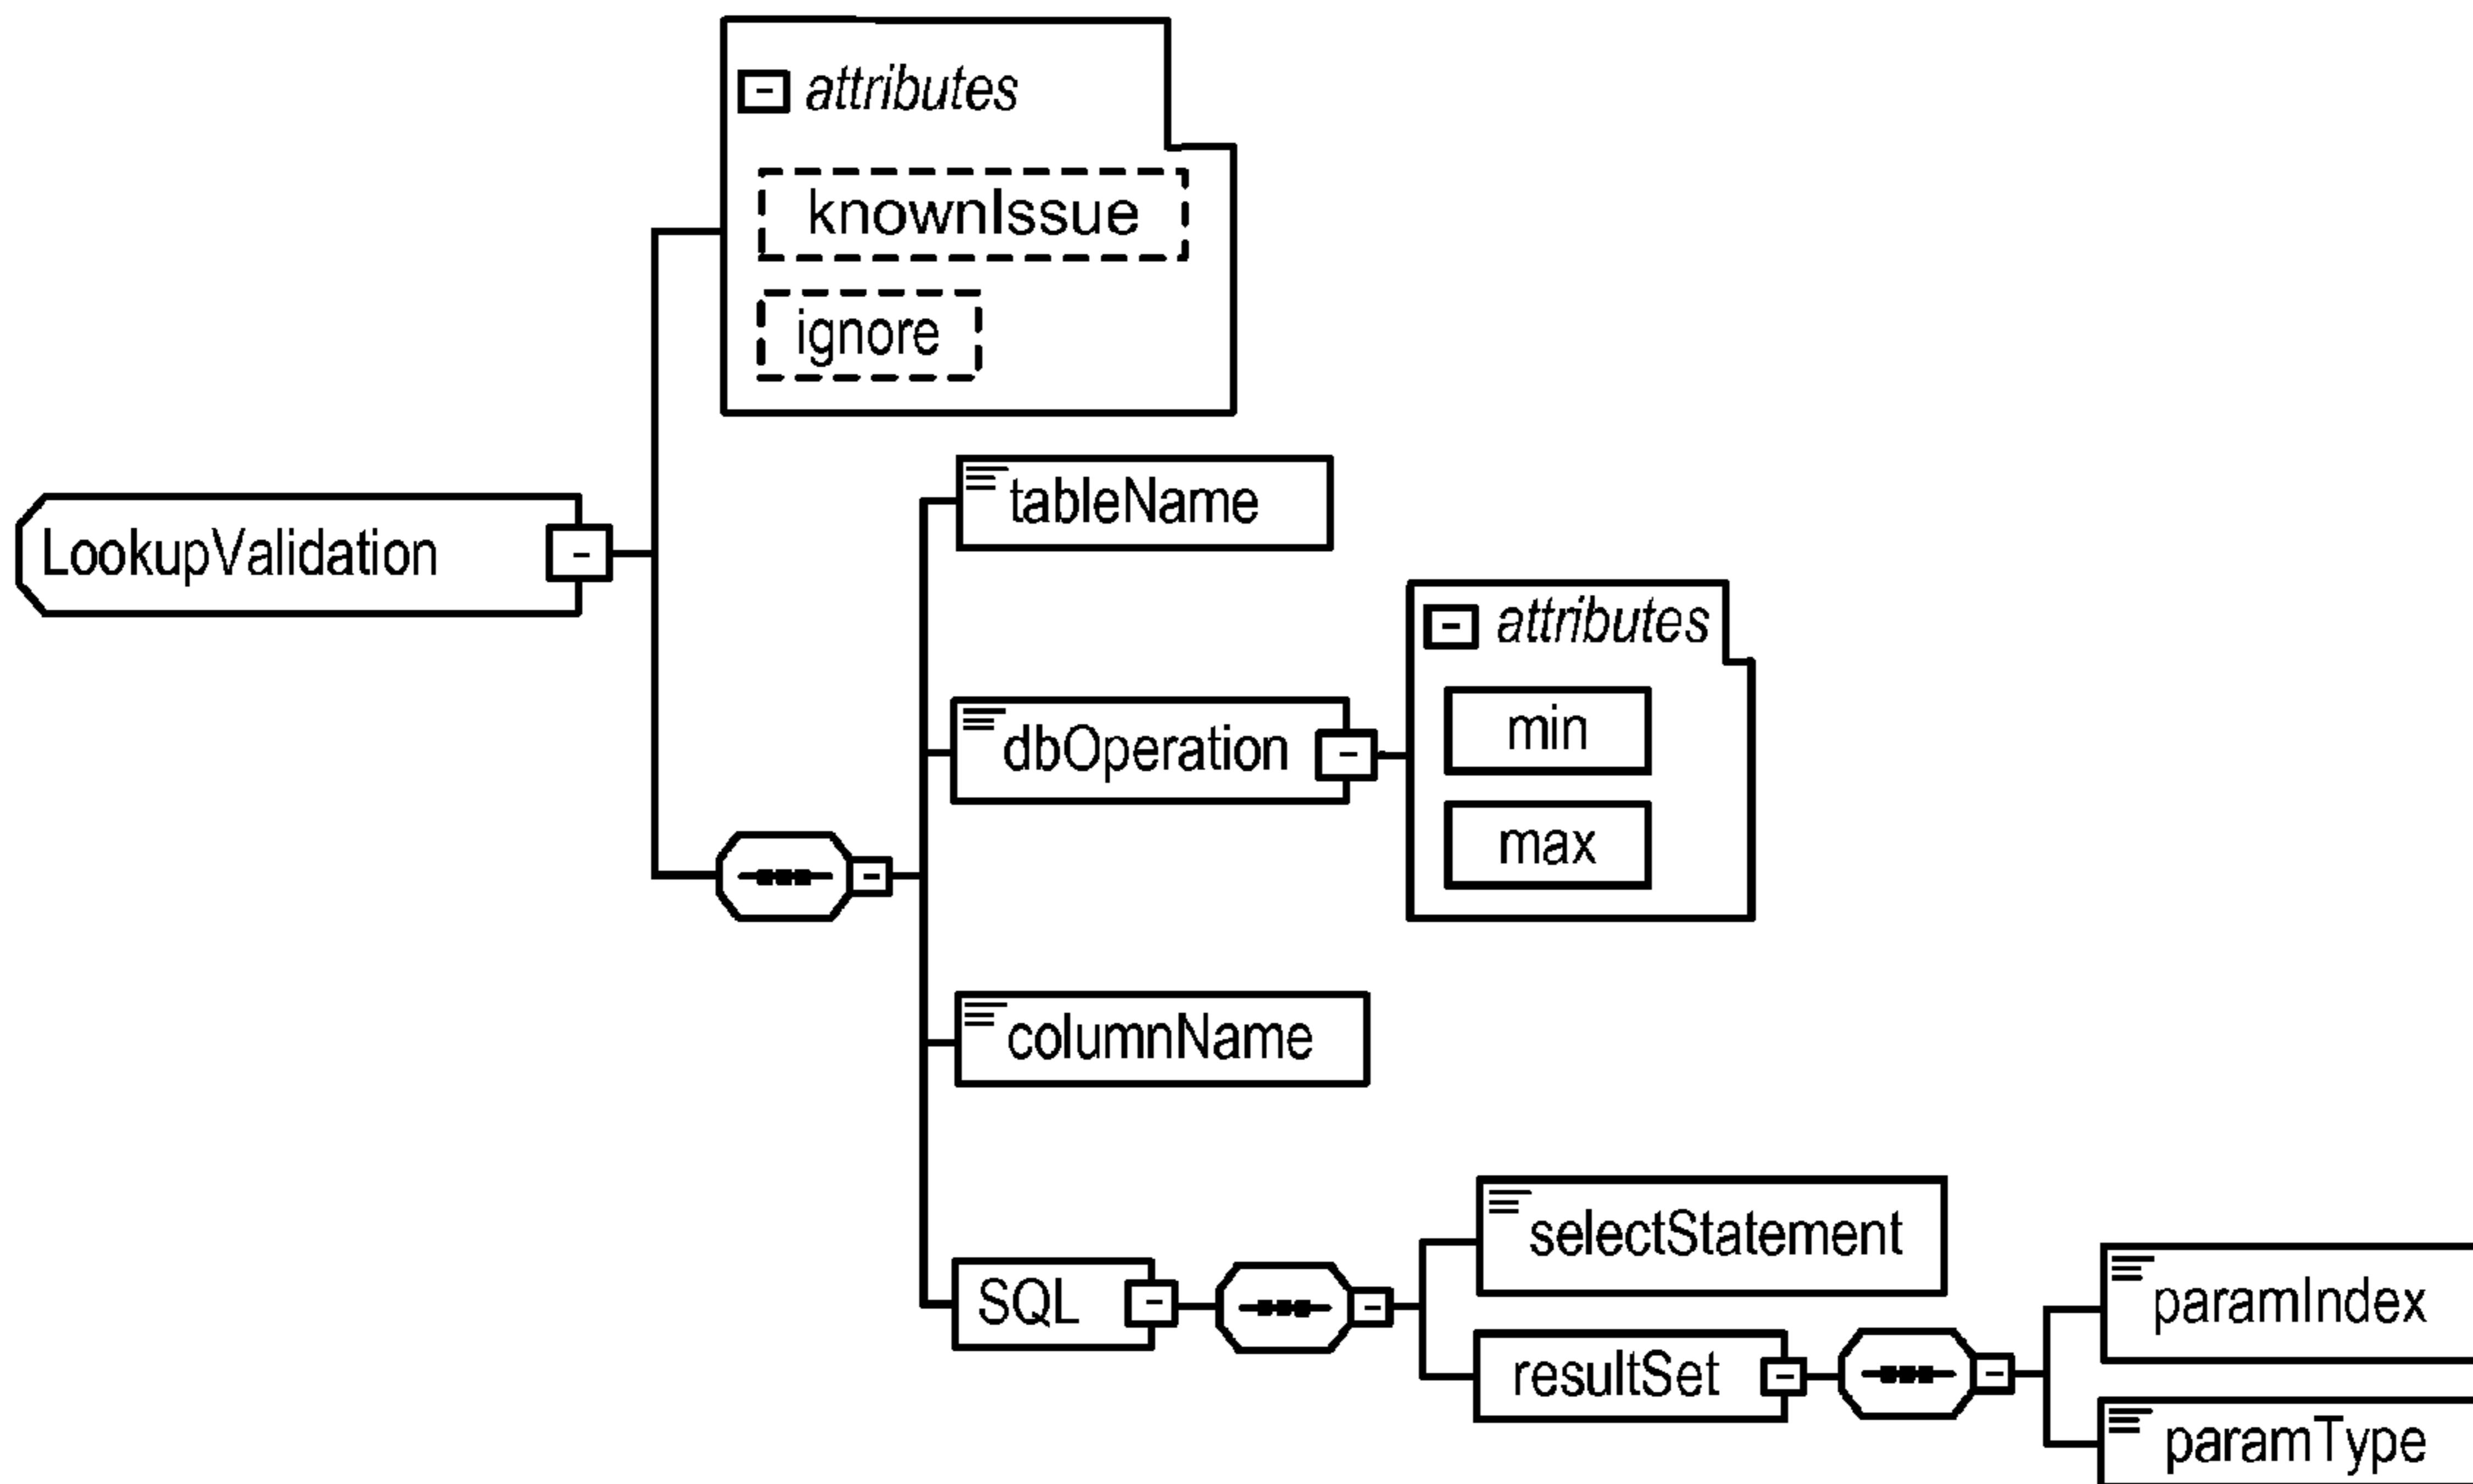 attributes
knownIssue
ignore
LookupValidation
tableName
attributes
dbOperation
min
max
columnName
selectStatement
SQL
resultSet
paramIndex
paramType